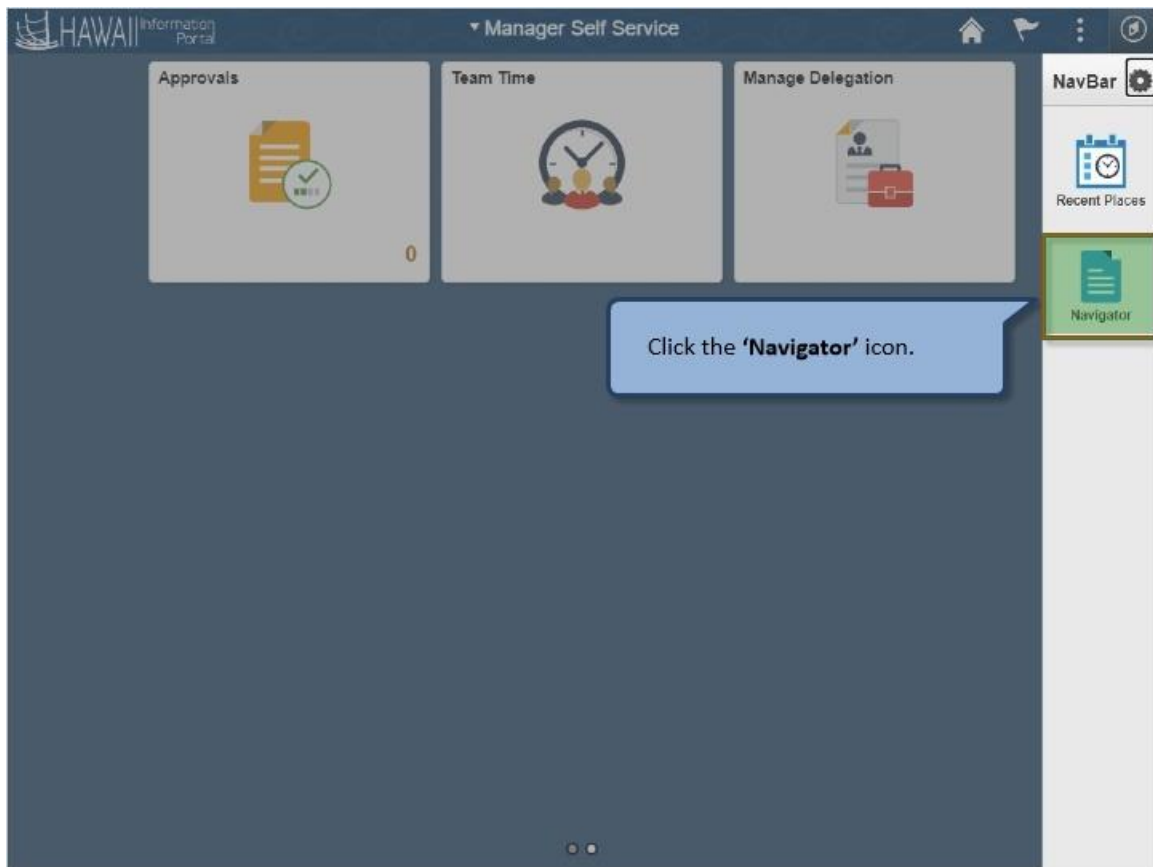 HAWAII Information Portal
▾ Manager Self Service
Approvals
Team Time
Manage Delegation
NavBar
Recent Places
0
Navigator
Click the ‘Navigator’ icon.